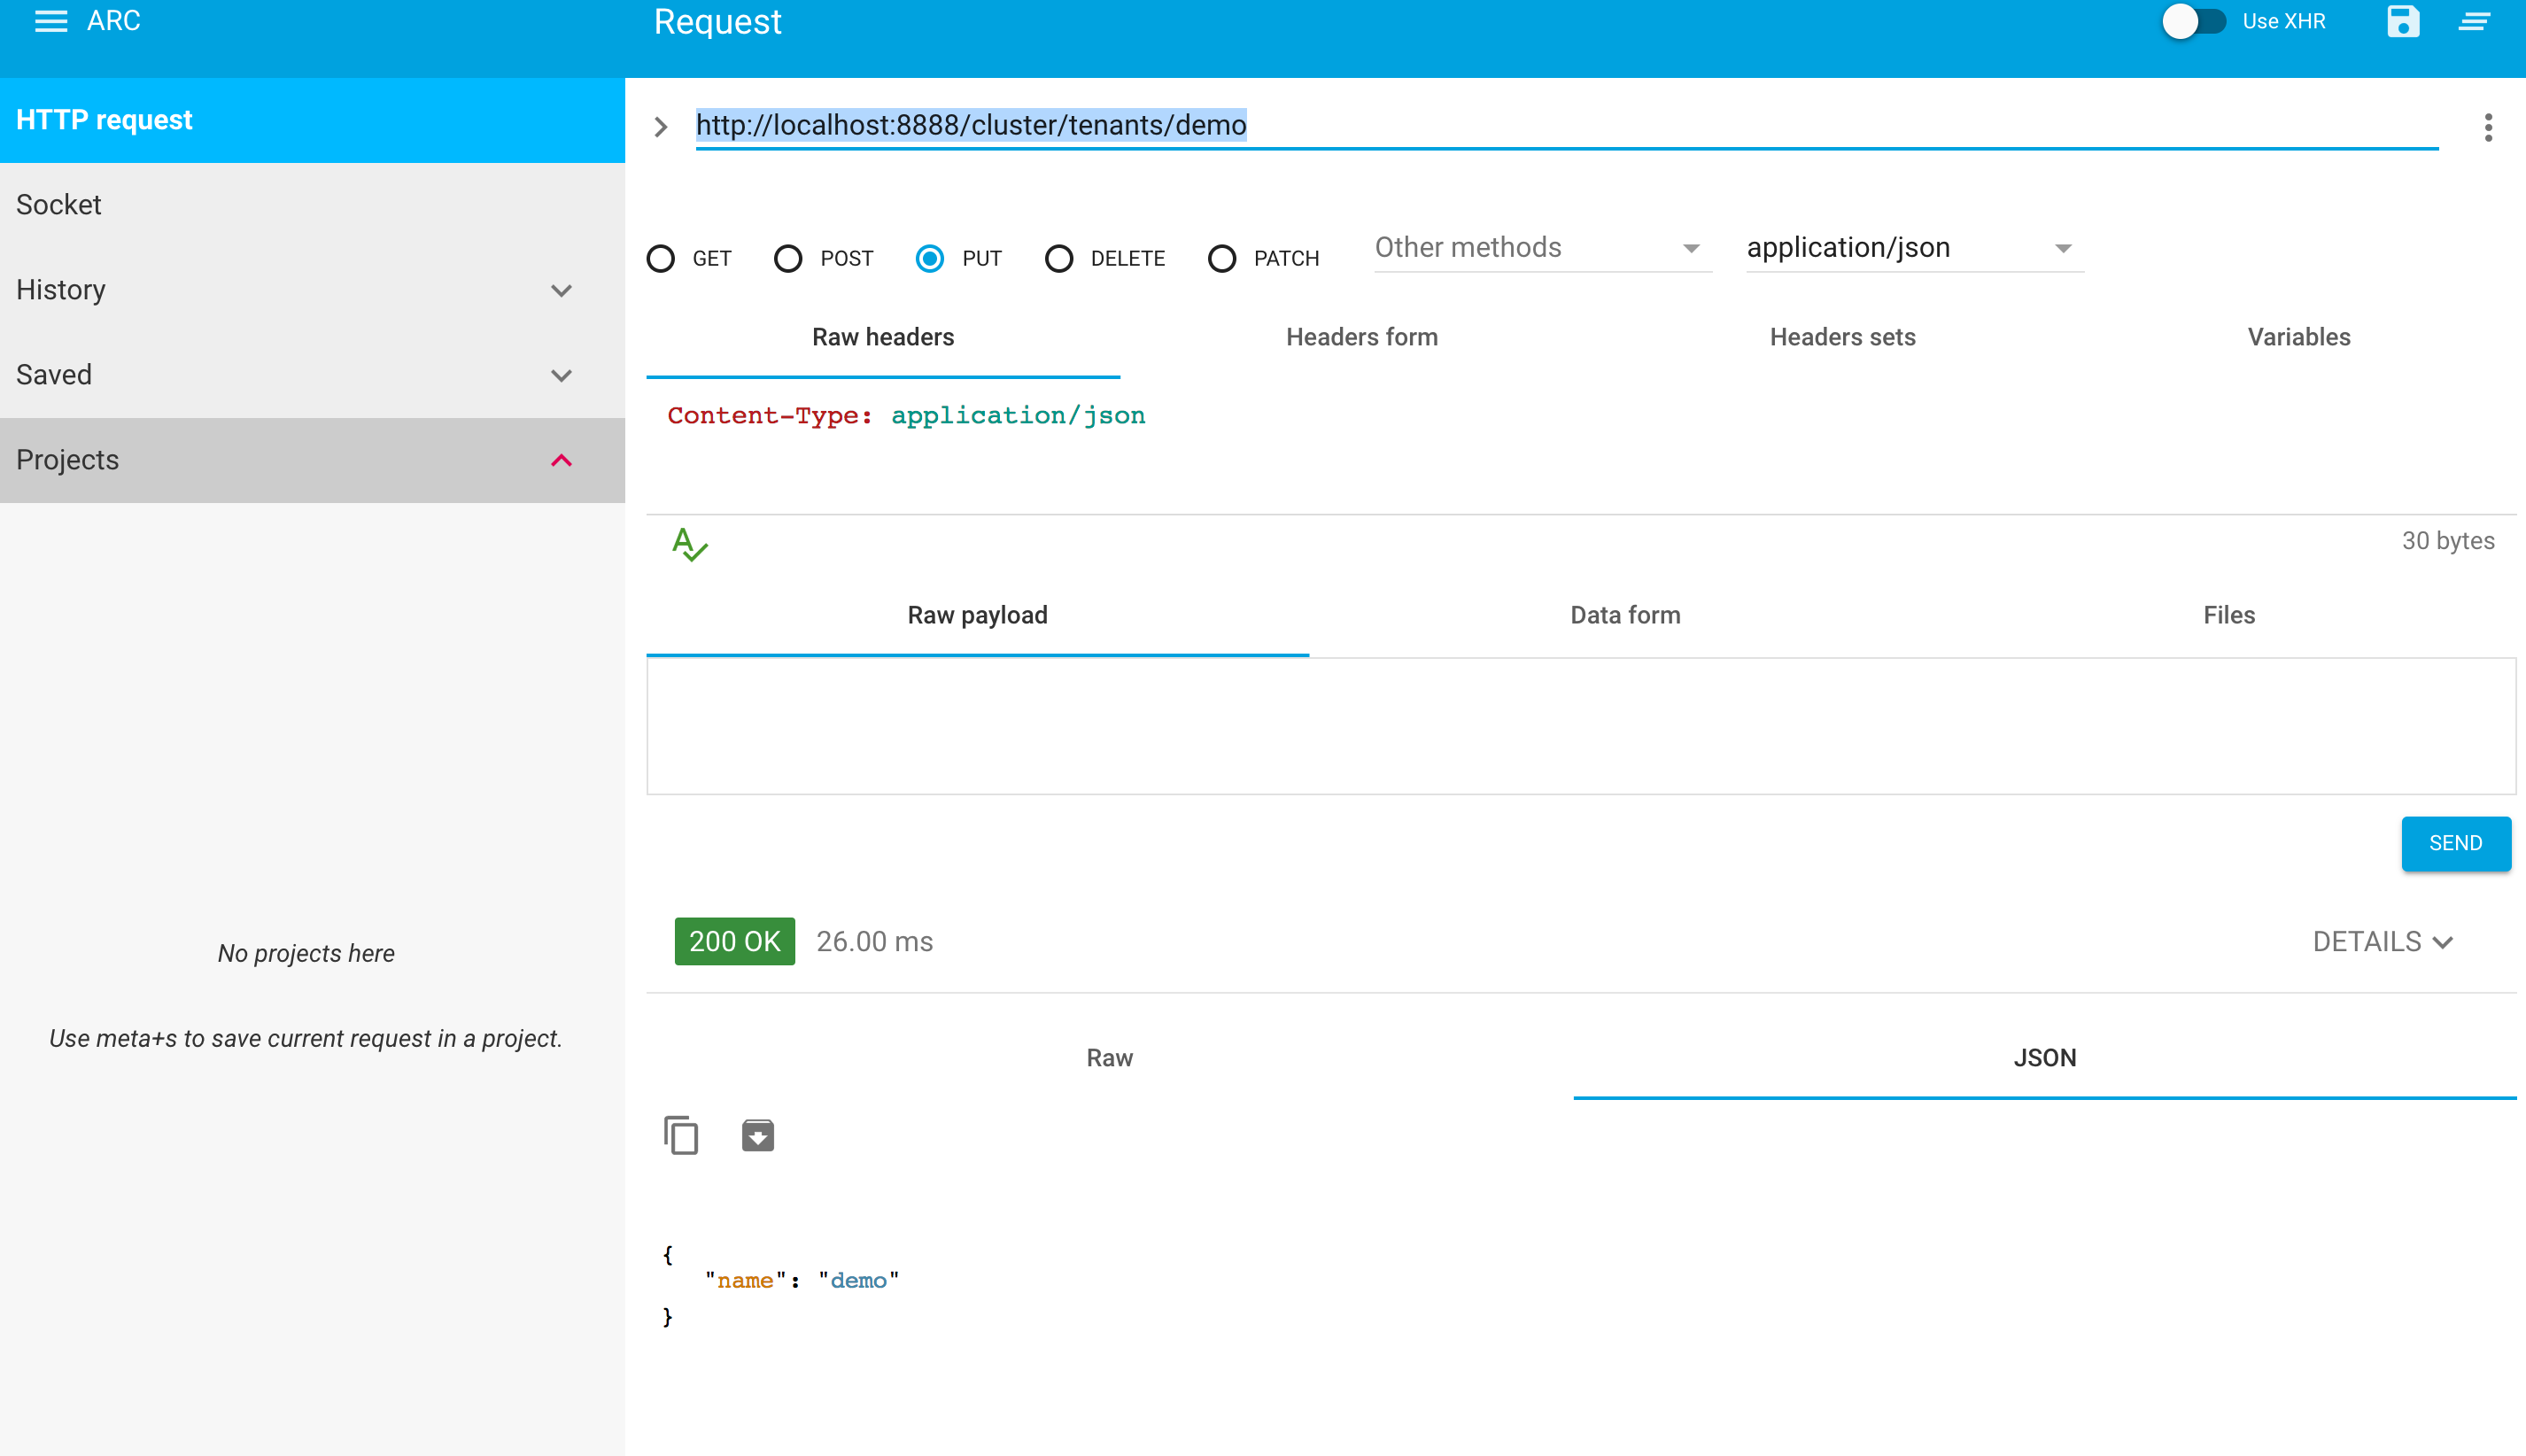 ARC
Request
Use XHR
HTTP request
Socket
History
Saved
Projects
No projects here
Use meta+s to save current request in a project.
http://localhost:8888/cluster/tenants/demo
GET POST PUT DELETE PATCH Other methods application/json
Raw headers Headers form Headers sets Variables
Content-Type: application/json
30 bytes
Raw payload Data form Files
SEND
200 OK 26.00 ms DETAILS
Raw JSON
{
"name": "demo"
}